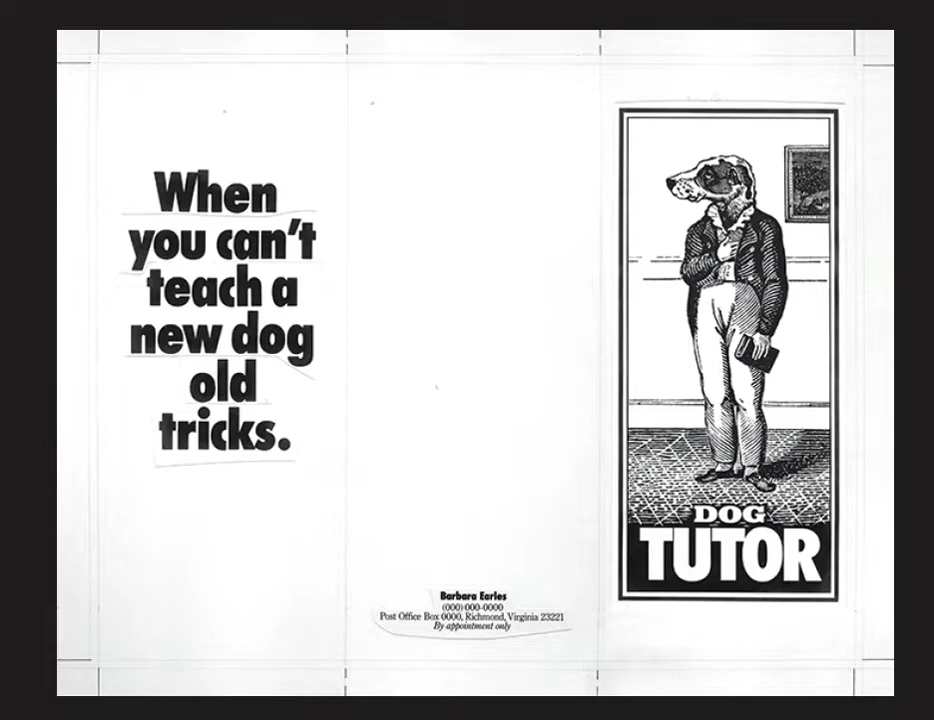 When
you can't
teach a
new dog
old
tricks.
Barbara Earles
(000) 000-0000
Post Office Box 0000, Richmond, Virginia 23221
By appointment only
DOG
TUTOR